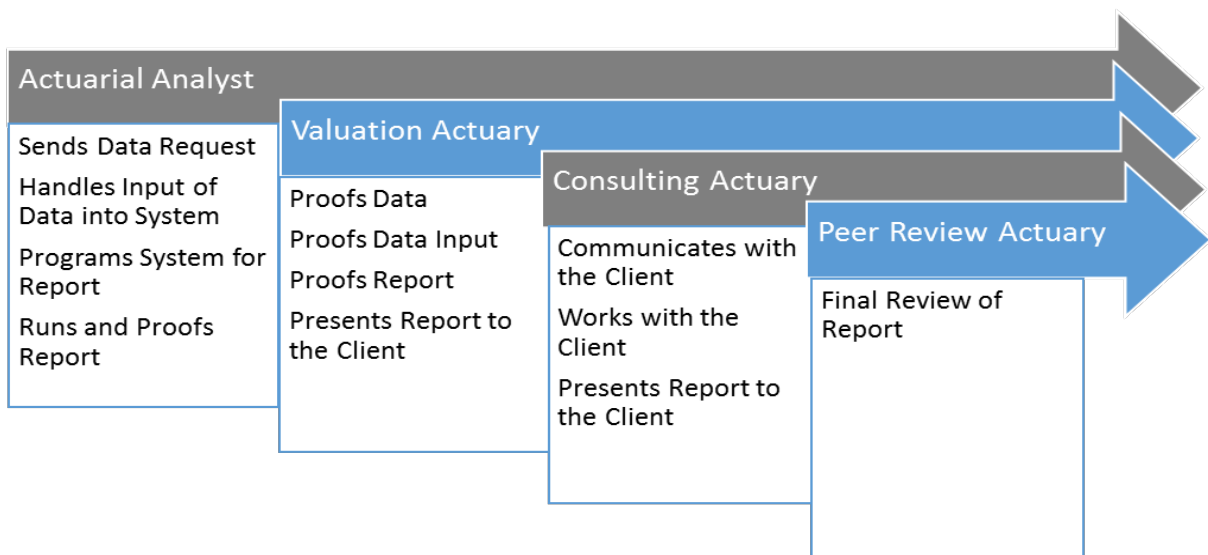 Actuarial Analyst
Sends Data Request
Handles Input of
Data into System
Programs System for
Report
Runs and Proofs
Report
Valuation Actuary
Proofs Data
Proofs Data Input
Proofs Report
Presents Report to
the Client
Consulting Actuary
Communicates with
the Client
Works with the
Client
Presents Report to
the Client
Peer Review Actuary
Final Review of
Report